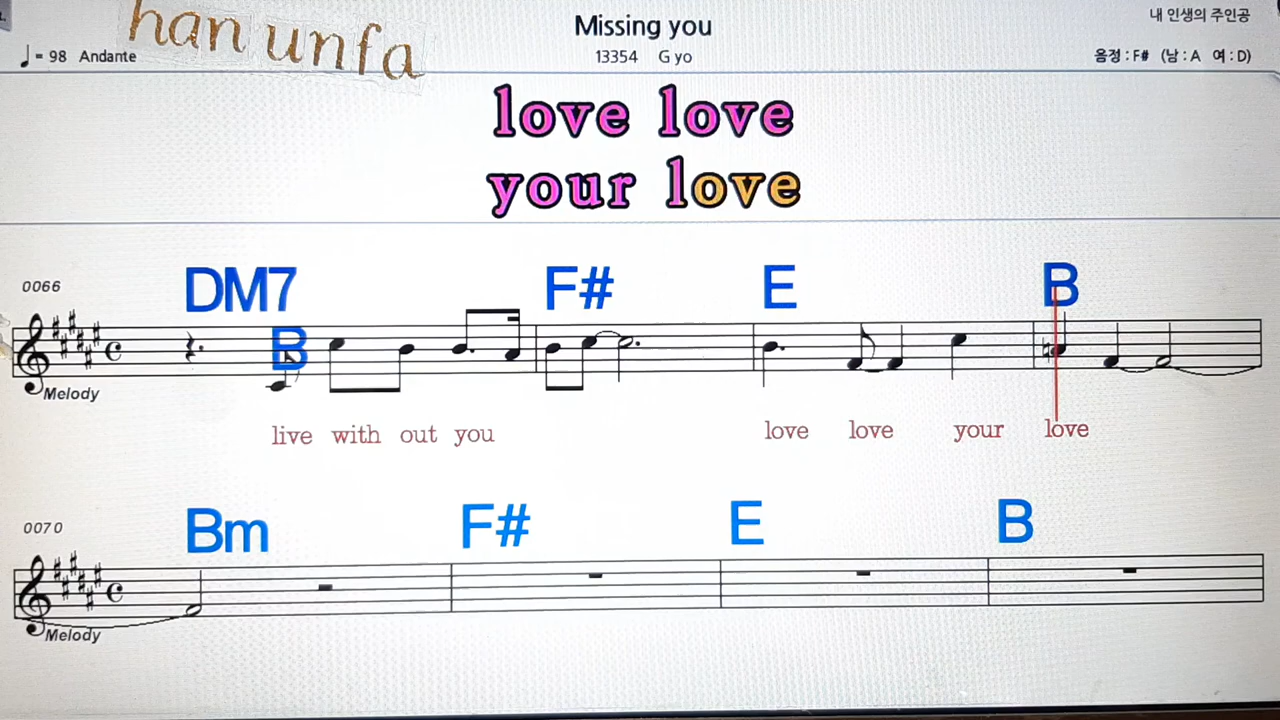 han unfa
Missing you
내 인생의 주인공
♩ = 98 Andante
13354 G yo
음정 : F# (남 : A 여 : D)
love love
your love
0066
DM7 B F# E B
Melody
live with out you love love your love
0070
Bm F# E B
Melody